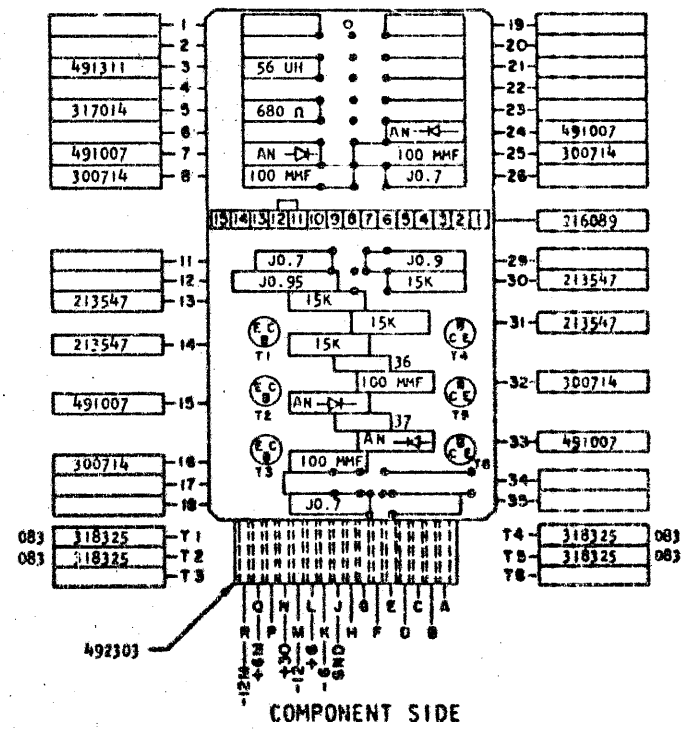 1 19
2 20
491311 3 56 UH 21
4 22
317014 5 680 Ω 23
6 AN 24 491007
491007 7 AN 100 MMF 25 300714
300714 8 100 MMF J0.7 26
15 14 13 12 11 10 9 8 7 6 5 4 3 2 1 216089
11 J0.7 J0.9 29
12 J0.95 15K 30 213547
213547 13 15K
15K 31 213547
E C B B C E
213547 14 T1 15K T4
36
100 MMF 32 300714
E C B B C E
491007 15 T2 AN T5
37
AN 33 491007
E C B B C E
300714 16 T3 100 MMF T6
17 34
18 J0.7 35
083 318325 T1 T4 318325 083
083 318325 T2 T5 318325 083
T3 T6
Q N L J G E C A
R P M K H F D B
492303
-12M +6M +30 -12 +6 -6 GND
COMPONENT SIDE